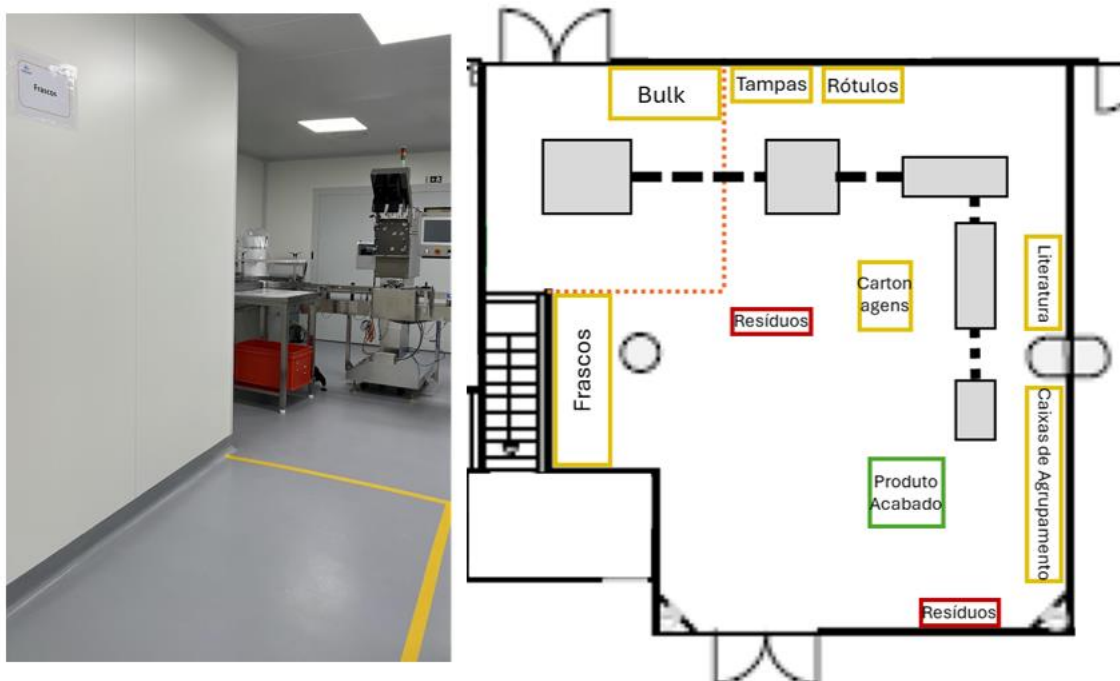 Frascos
Bulk
Tampas
Rótulos
Carton
agens
Literatura
Resíduos
Frascos
Caixas de Agrupamento
Produto
Acabado
Resíduos